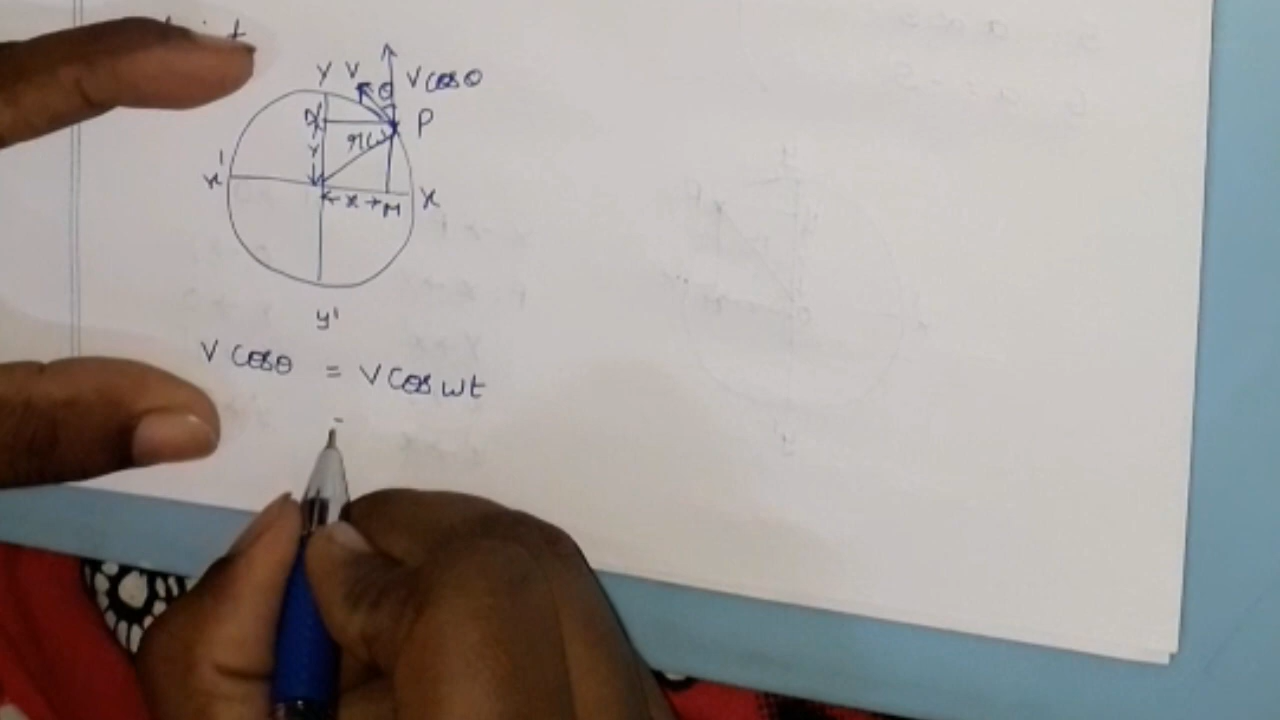 Y V V cosθ
θ
P
Y
x' ← x → M x
y'
V cosθ = V cos ωt
=